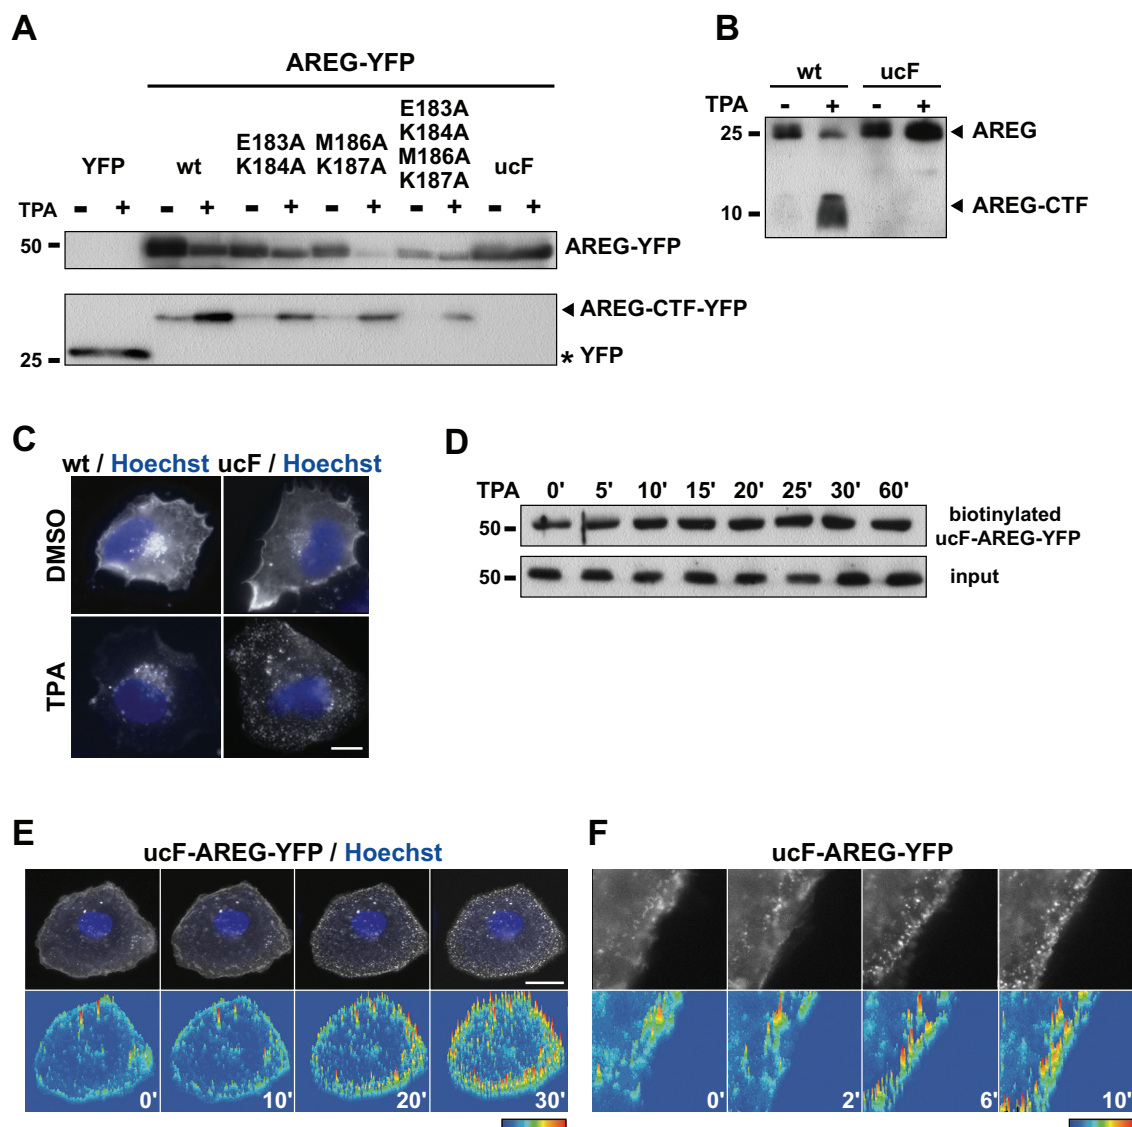 A
AREG-YFP
YFP
wt
E183A
K184A
M186A
K187A
E183A
K184A
M186A
K187A
ucF
TPA - + - + - + - + - + - +
50
AREG-YFP
AREG-CTF-YFP
25
* YFP
B
wt ucF
TPA - + - +
25
AREG
10
AREG-CTF
C
wt / Hoechst ucF / Hoechst
DMSO
TPA
D
TPA 0' 5' 10' 15' 20' 25' 30' 60'
50
biotinylated
ucF-AREG-YFP
50
input
E
ucF-AREG-YFP / Hoechst
0' 10' 20' 30'
F
ucF-AREG-YFP
0' 2' 6' 10'